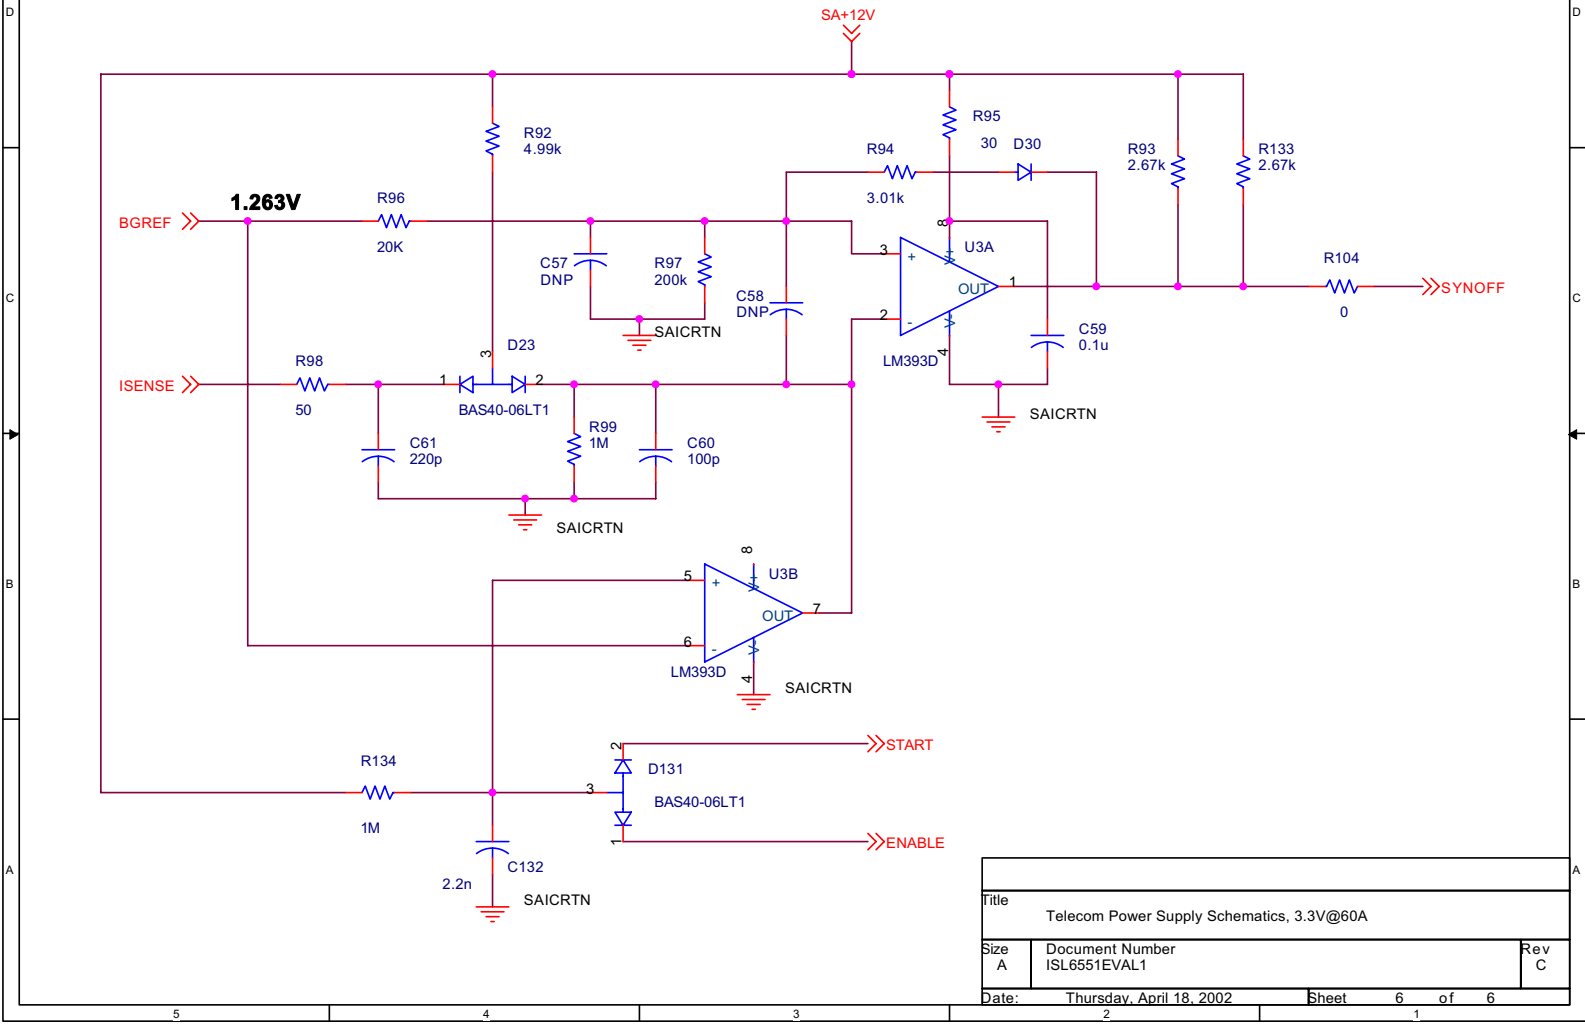 D
D
SA+12V
R92
4.99k
R95
30
D30
R94
3.01k
R93
2.67k
R133
2.67k
1.263V
BGREF
R96
20K
C57
DNP
R97
200k
C58
DNP
3
+
8
V+
U3A
OUT
1
2
-
V-
4
LM393D
C59
0.1u
R104
0
SYNOFF
C
C
SAICRTN
SAICRTN
ISENSE
R98
50
3
D23
1
2
BAS40-06LT1
C61
220p
R99
1M
C60
100p
SAICRTN
B
B
8
5
+
V+
U3B
OUT
7
6
-
V-
LM393D
4
SAICRTN
2
START
R134
1M
3
D131
BAS40-06LT1
1
ENABLE
C132
2.2n
SAICRTN
A
A
Title
Telecom Power Supply Schematics, 3.3V@60A
Size
A
Document Number
ISL6551EVAL1
Rev
C
Date:
Thursday, April 18, 2002
Sheet
6 of 6
5
4
3
2
1